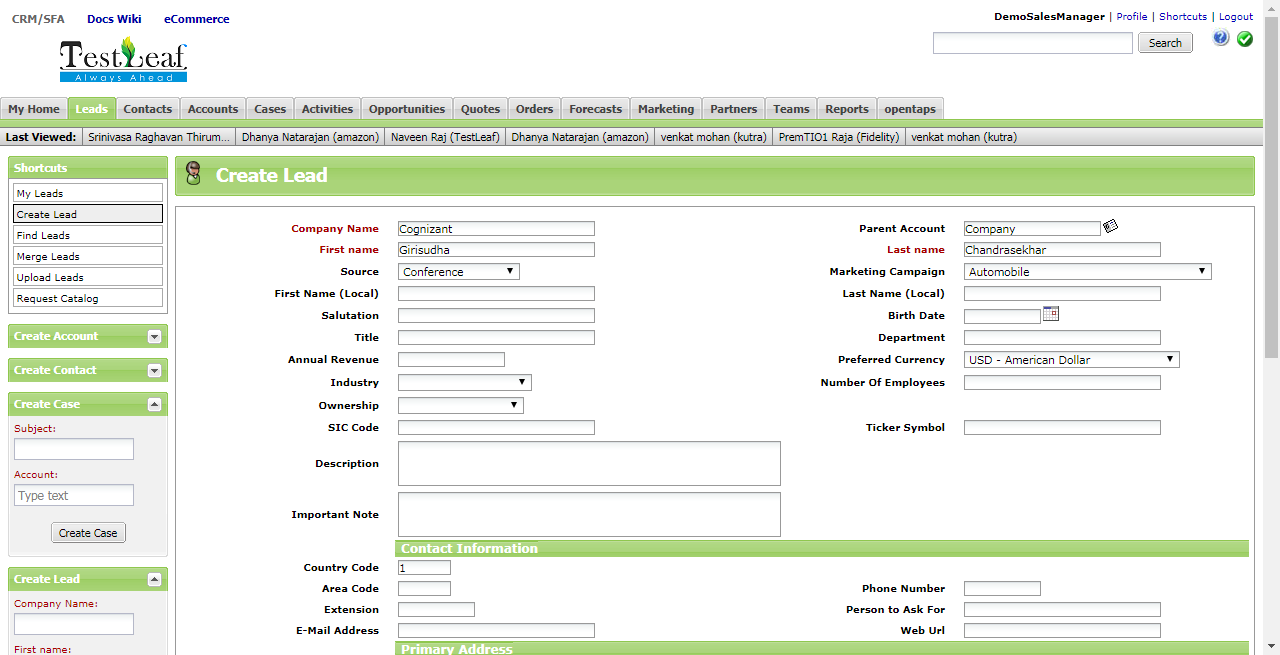 CRM/SFA Docs Wiki eCommerce
DemoSalesManager | Profile | Shortcuts | Logout
TestLeaf
Always Ahead
Search
My Home Leads Contacts Accounts Cases Activities Opportunities Quotes Orders Forecasts Marketing Partners Teams Reports opentaps
Last Viewed: Srinivasa Raghavan Thirum... Dhanya Natarajan (amazon) Naveen Raj (TestLeaf) Dhanya Natarajan (amazon) venkat mohan (kutra) PremTIO1 Raja (Fidelity) venkat mohan (kutra)
Shortcuts
My Leads
Create Lead
Find Leads
Merge Leads
Upload Leads
Request Catalog
Create Account
Create Contact
Create Case
Subject:
Account:
Type text
Create Case
Create Lead
Company Name:
First name:
Create Lead
Company Name Cognizant Parent Account Company
First name Girisudha Last name Chandrasekhar
Source Conference Marketing Campaign Automobile
First Name (Local) Last Name (Local)
Salutation Birth Date
Title Department
Annual Revenue Preferred Currency USD - American Dollar
Industry Number Of Employees
Ownership
SIC Code Ticker Symbol
Description
Important Note
Contact Information
Country Code 1
Area Code Phone Number
Extension Person to Ask For
E-Mail Address Web Url
Primary Address